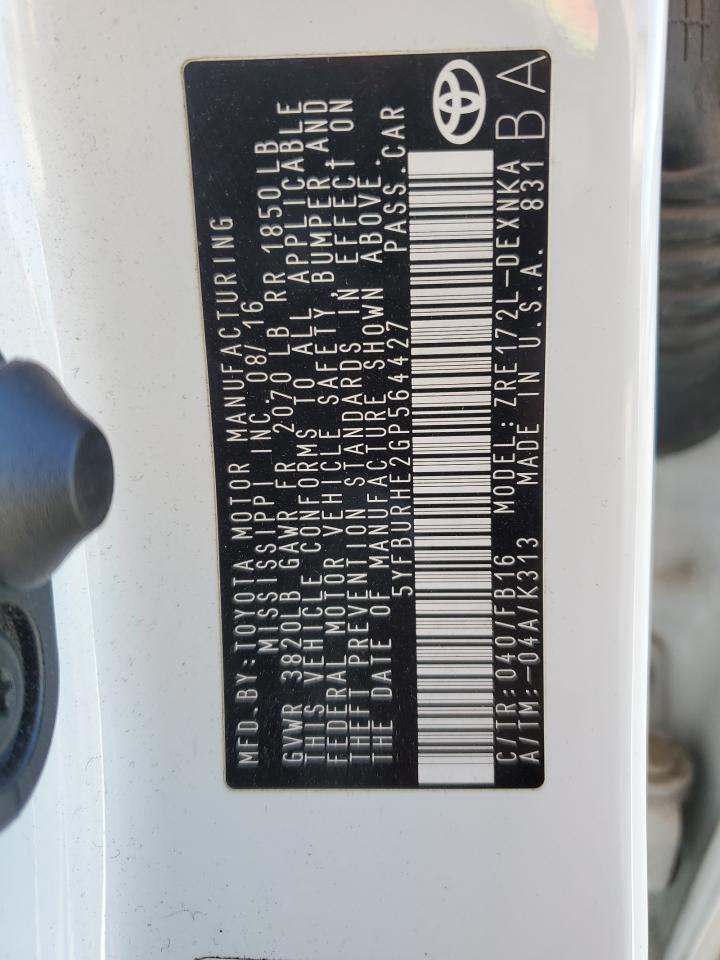 MFD.BY:TOYOTA MOTOR MANUFACTURING
MISSISSIPPI INC 08/16
GVWR 3820LB GAWR FR 2070 LB RR 1850 LB
THIS VEHICLE CONFORMS TO ALL APPLICABLE
FEDERAL MOTOR VEHICLE SAFETY, BUMPER, AND
THEFT PREVENTION STANDARDS IN EFFECT ON
THE DATE OF MANUFACTURE SHOWN ABOVE.
5YFBURHE2GP564427 PASS.CAR
C/TR:040/FB16 MODEL:ZRE172L-DEXNKA
A/TM:-04A/K313 MADE IN U.S.A. 831
BA